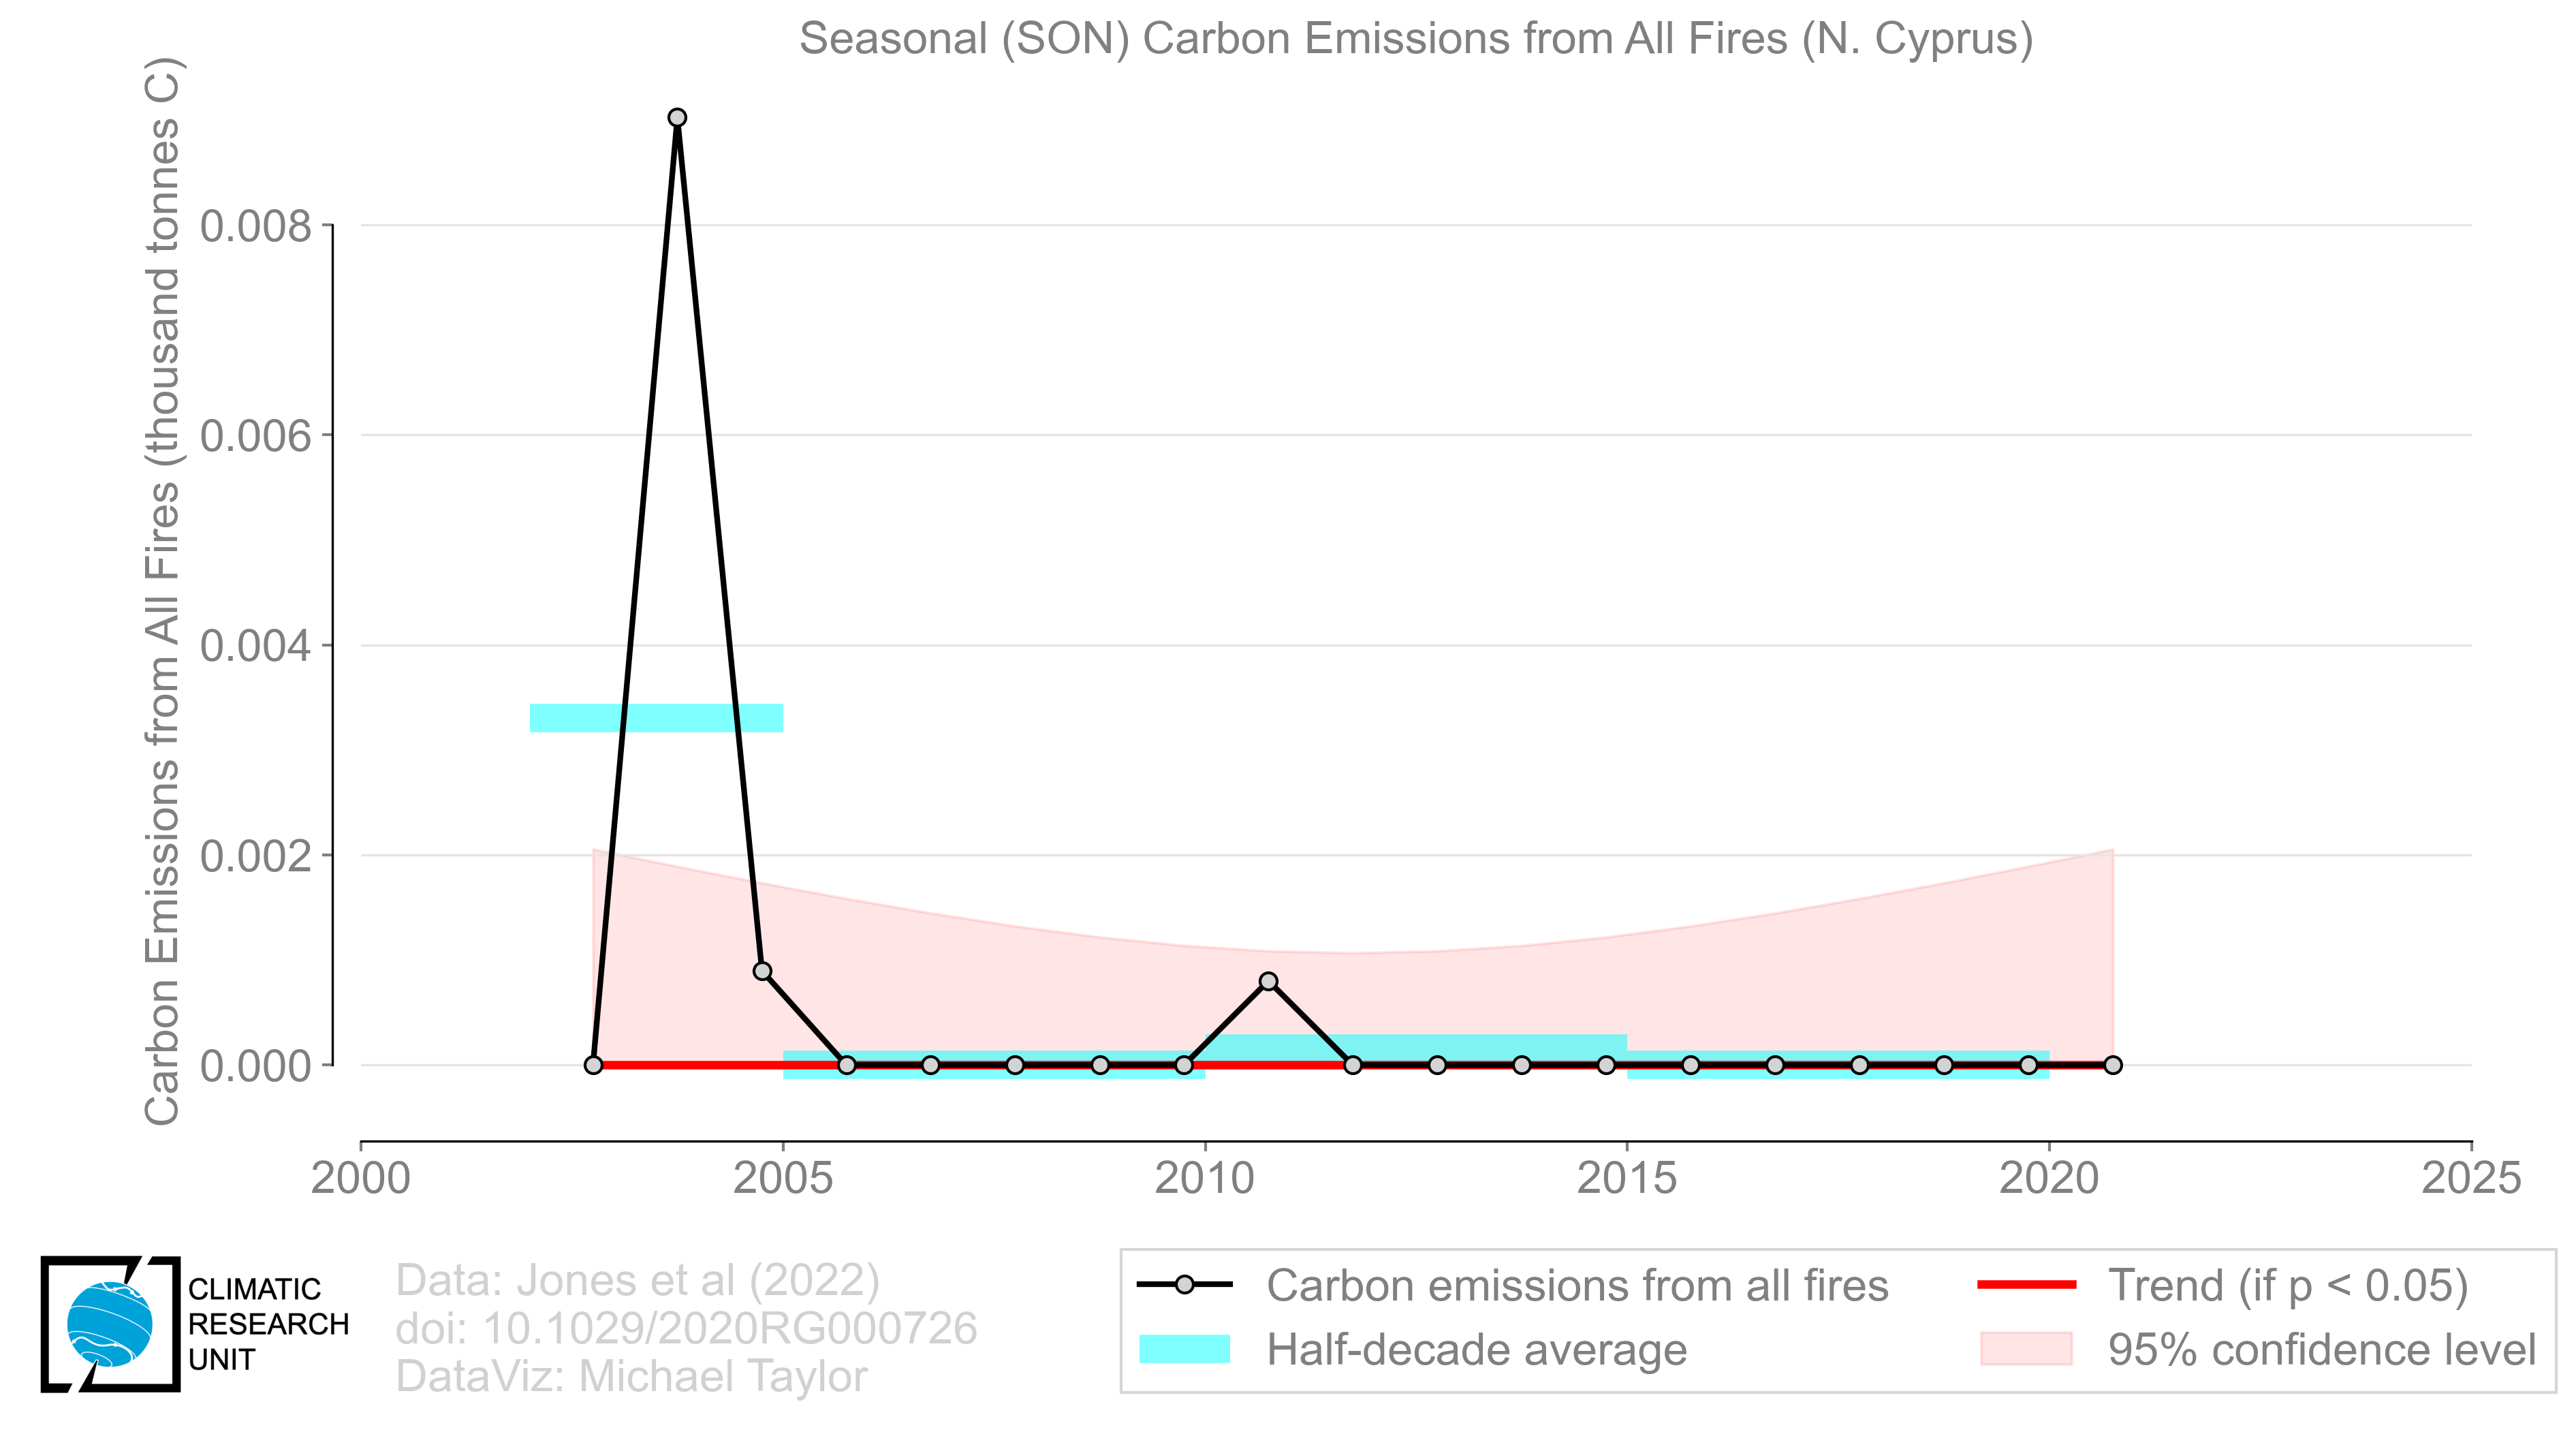 Seasonal (SON) Carbon Emissions from All Fires (N. Cyprus)
Carbon Emissions from All Fires (thousand tonnes C)
0.008
0.006
0.004
0.002
0.000
2000 2005 2010 2015 2020 2025
CLIMATIC
RESEARCH
UNIT
Data: Jones et al (2022)
doi: 10.1029/2020RG000726
DataViz: Michael Taylor
Carbon emissions from all fires
Half-decade average
Trend (if p < 0.05)
95% confidence level